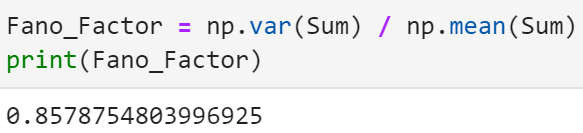 Fano_Factor = np.var(Sum) / np.mean(Sum)
print(Fano_Factor)
0.8578754803996925